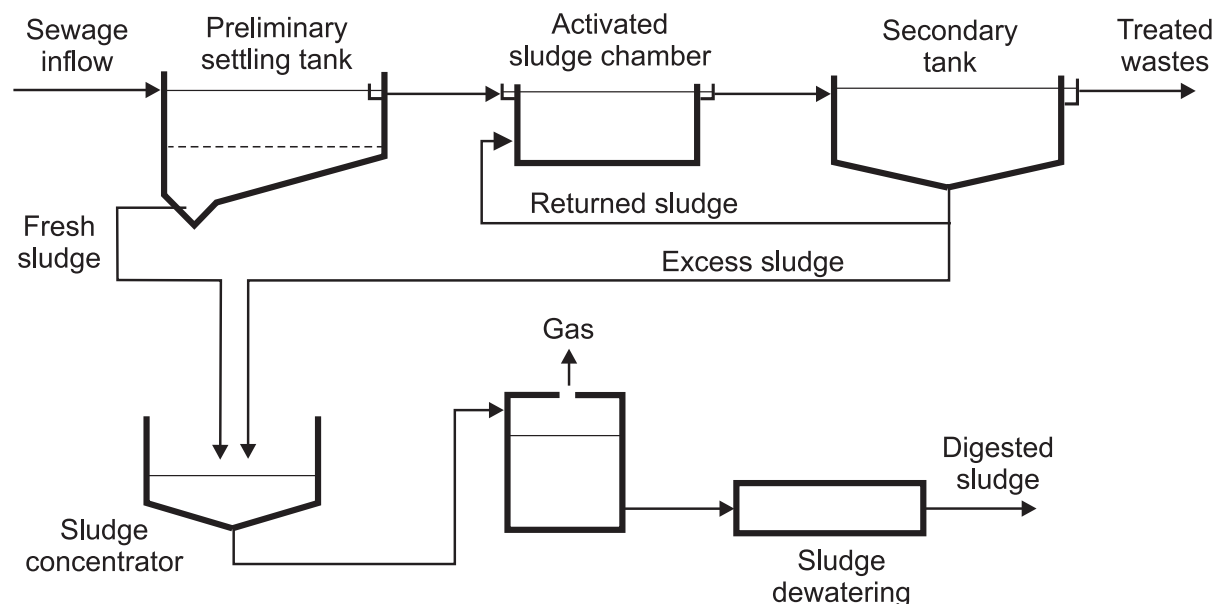 Sewage
inflow
Preliminary
settling tank
Activated
sludge chamber
Secondary
tank
Treated
wastes
Fresh
sludge
Returned sludge
Excess sludge
Gas
Sludge
concentrator
Digested
sludge
Sludge
dewatering